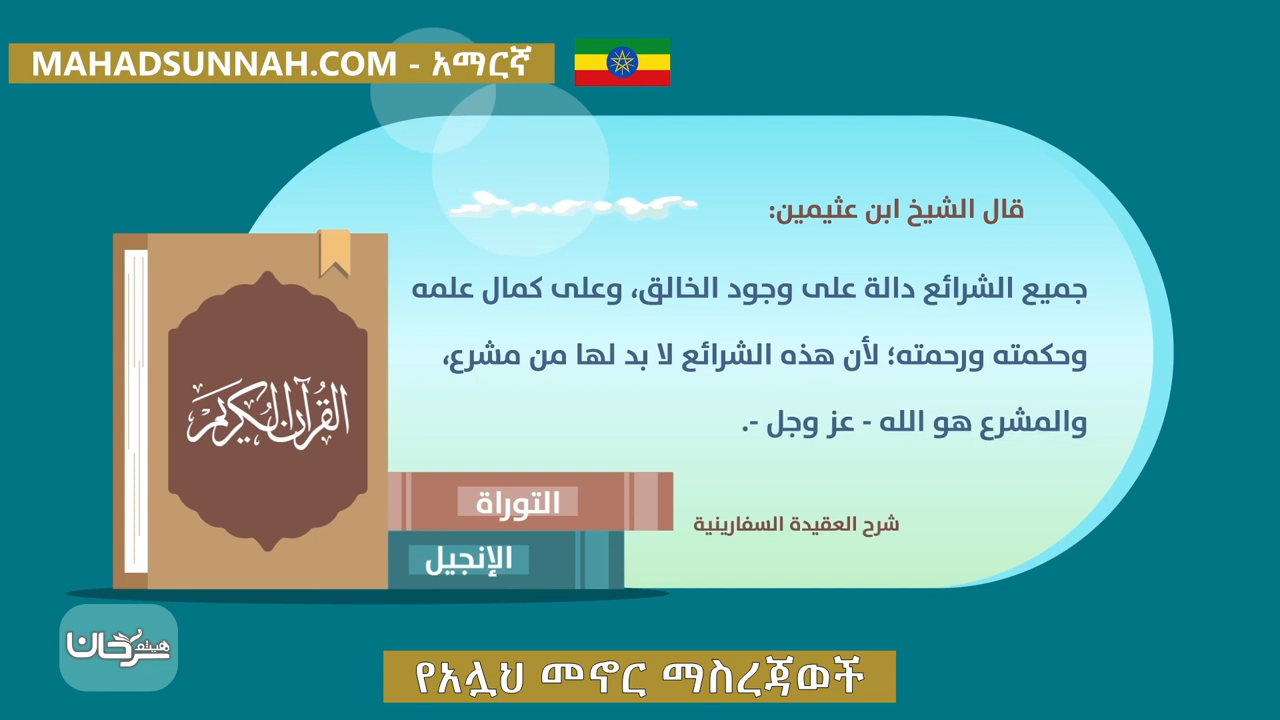 MAHADSUNNAH.COM - አማርኛ
قال الشيخ ابن عثيمين:
جميع الشرائع دالة على وجود الخالق، وعلى كمال علمه
وحكمته ورحمته؛ لأن هذه الشرائع لا بد لها من مشرع،
والمشرع هو الله - عز وجل -.
القرآن الكريم
التوراة
شرح العقيدة السفارينية
الإنجيل
هيثم سرحان
የአሏህ መኖር ማስረጃወች